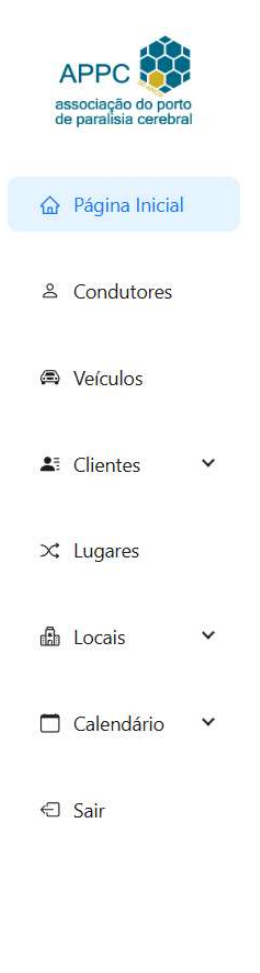 APPC
associação do porto
de paralisia cerebral
Página Inicial
Condutores
Veículos
Clientes
Lugares
Locais
Calendário
Sair